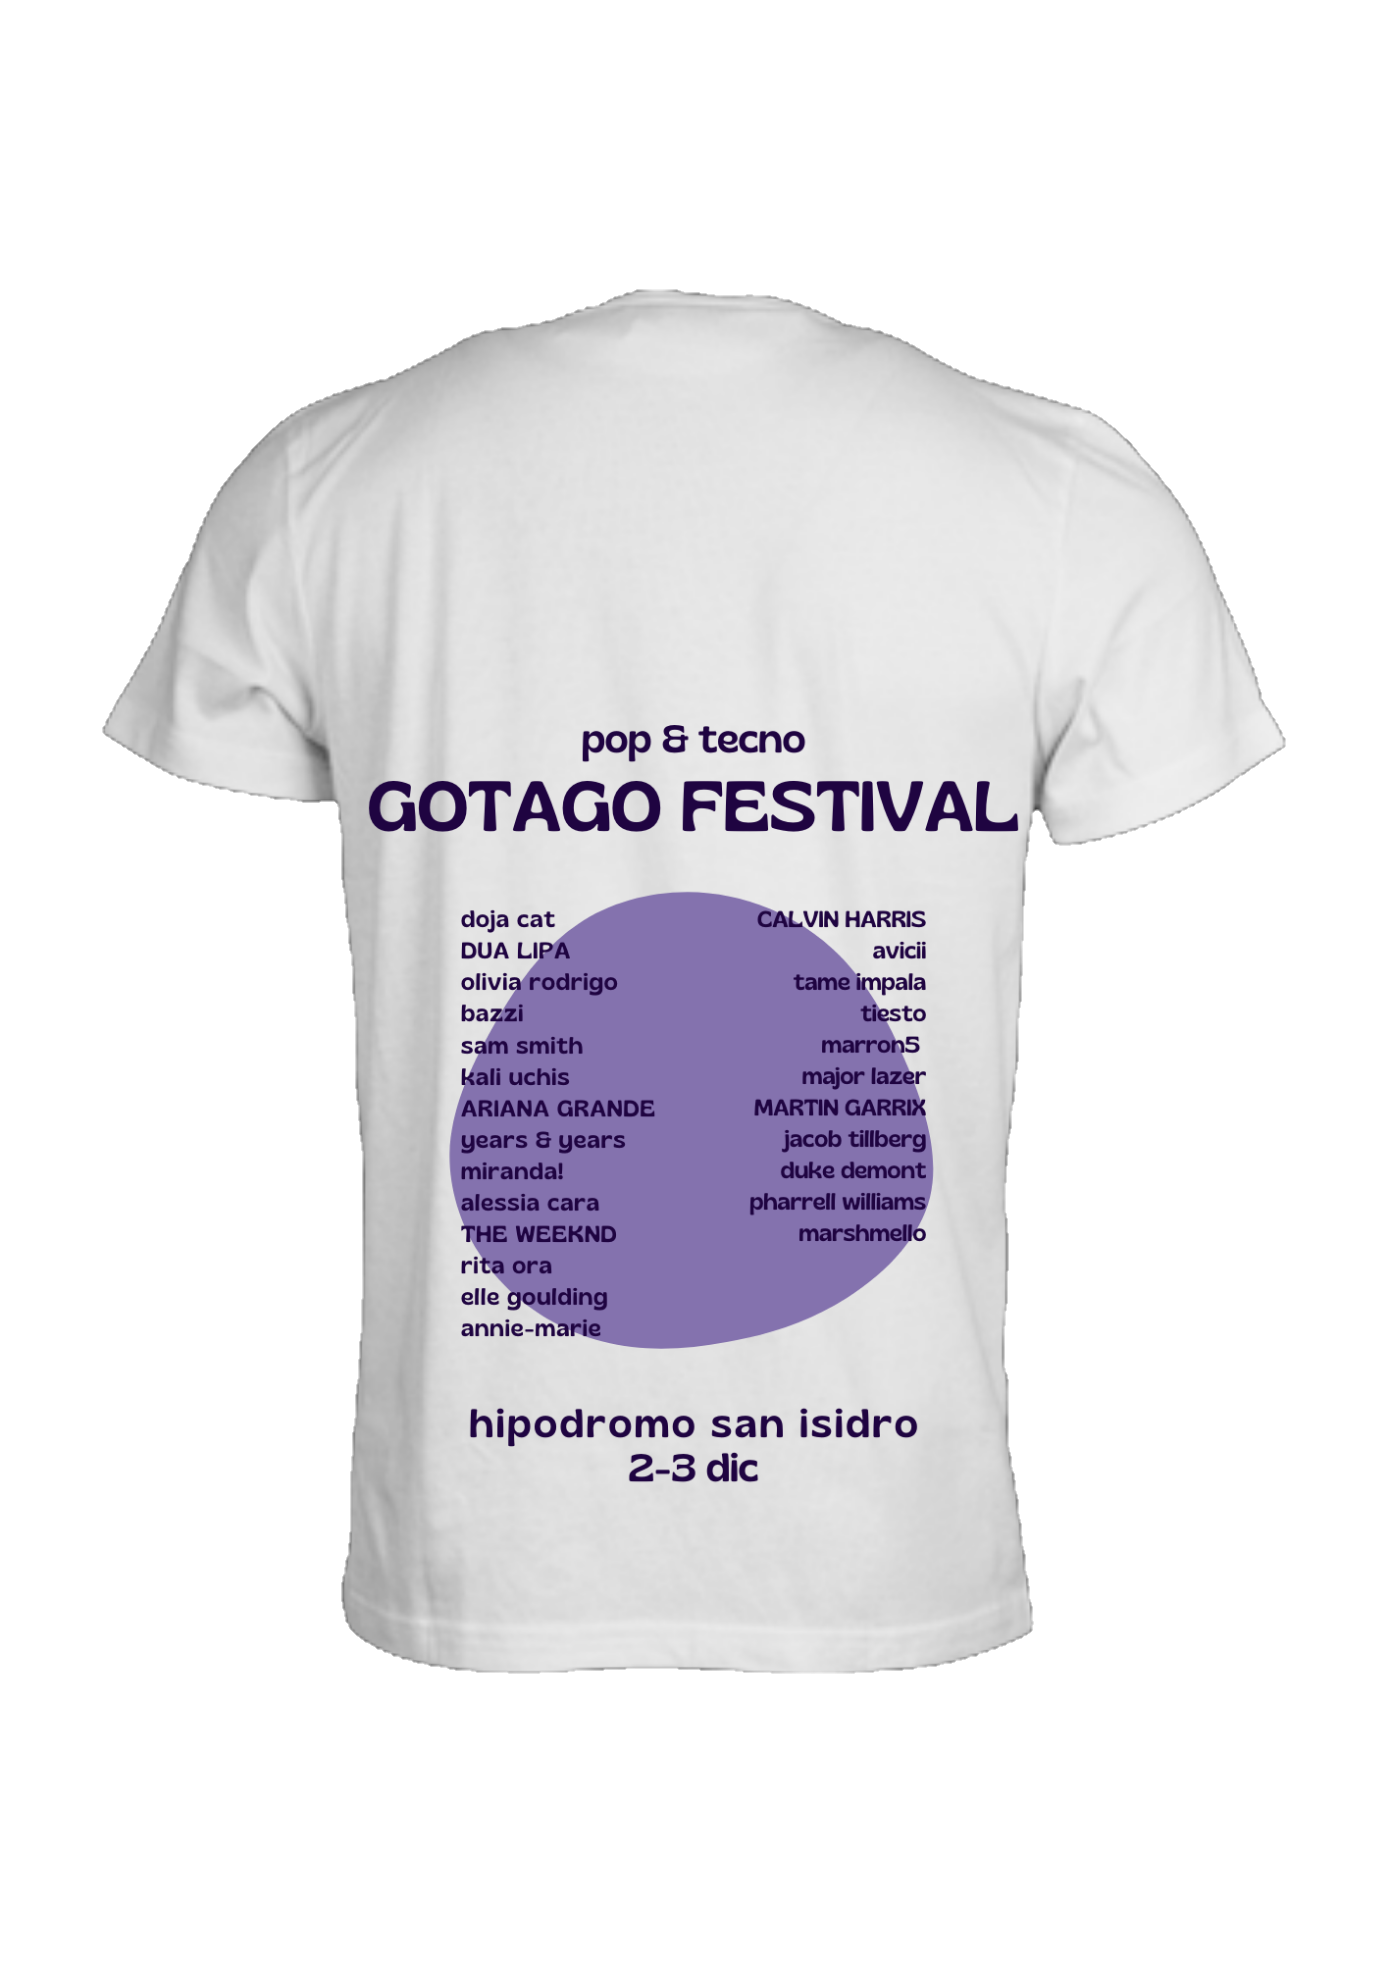 pop & tecno
GOTAGO FESTIVAL
doja cat
DUA LIPA
olivia rodrigo
bazzi
sam smith
kali uchis
ARIANA GRANDE
years & years
miranda!
alessia cara
THE WEEKND
rita ora
elle goulding
annie-marie
CALVIN HARRIS
avicii
tame impala
tiesto
marron5
major lazer
MARTIN GARRIX
jacob tillberg
duke demont
pharrell williams
marshmello
hipodromo san isidro
2-3 dic